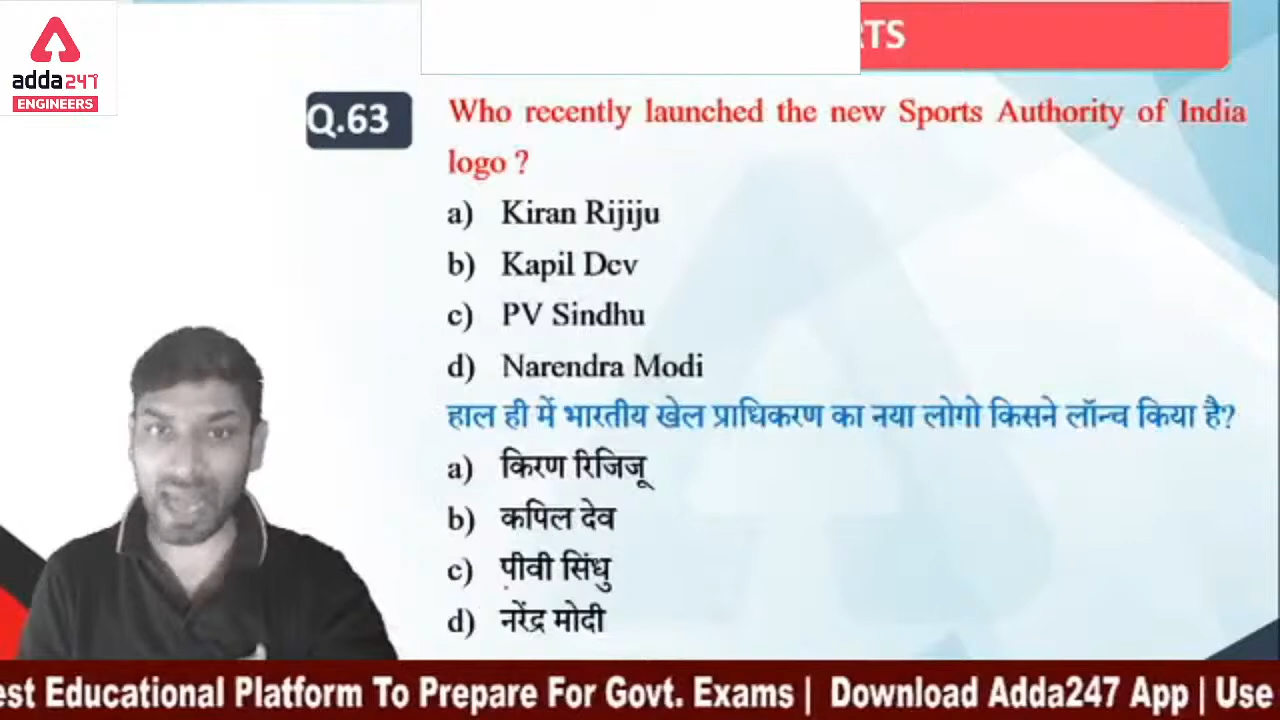 adda247
ENGINEERS
RTS
Q.63
Who recently launched the new Sports Authority of India
logo ?
a) Kiran Rijiju
b) Kapil Dev
c) PV Sindhu
d) Narendra Modi
हाल ही में भारतीय खेल प्राधिकरण का नया लोगो किसने लॉन्च किया है?
a) किरण रिजिजू
b) कपिल देव
c) पीवी सिंधु
d) नरेंद्र मोदी
est Educational Platform To Prepare For Govt. Exams | Download Adda247 App | Use